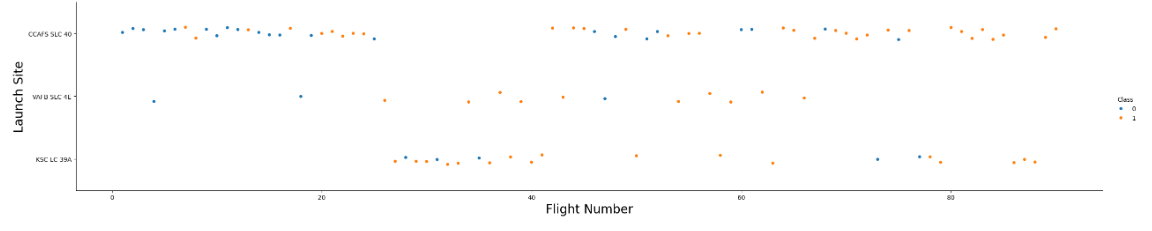 Launch Site
CCAFS SLC 40
VAFB SLC 4E
KSC LC 39A
0 20 40 60 80
Flight Number
Class
0
1